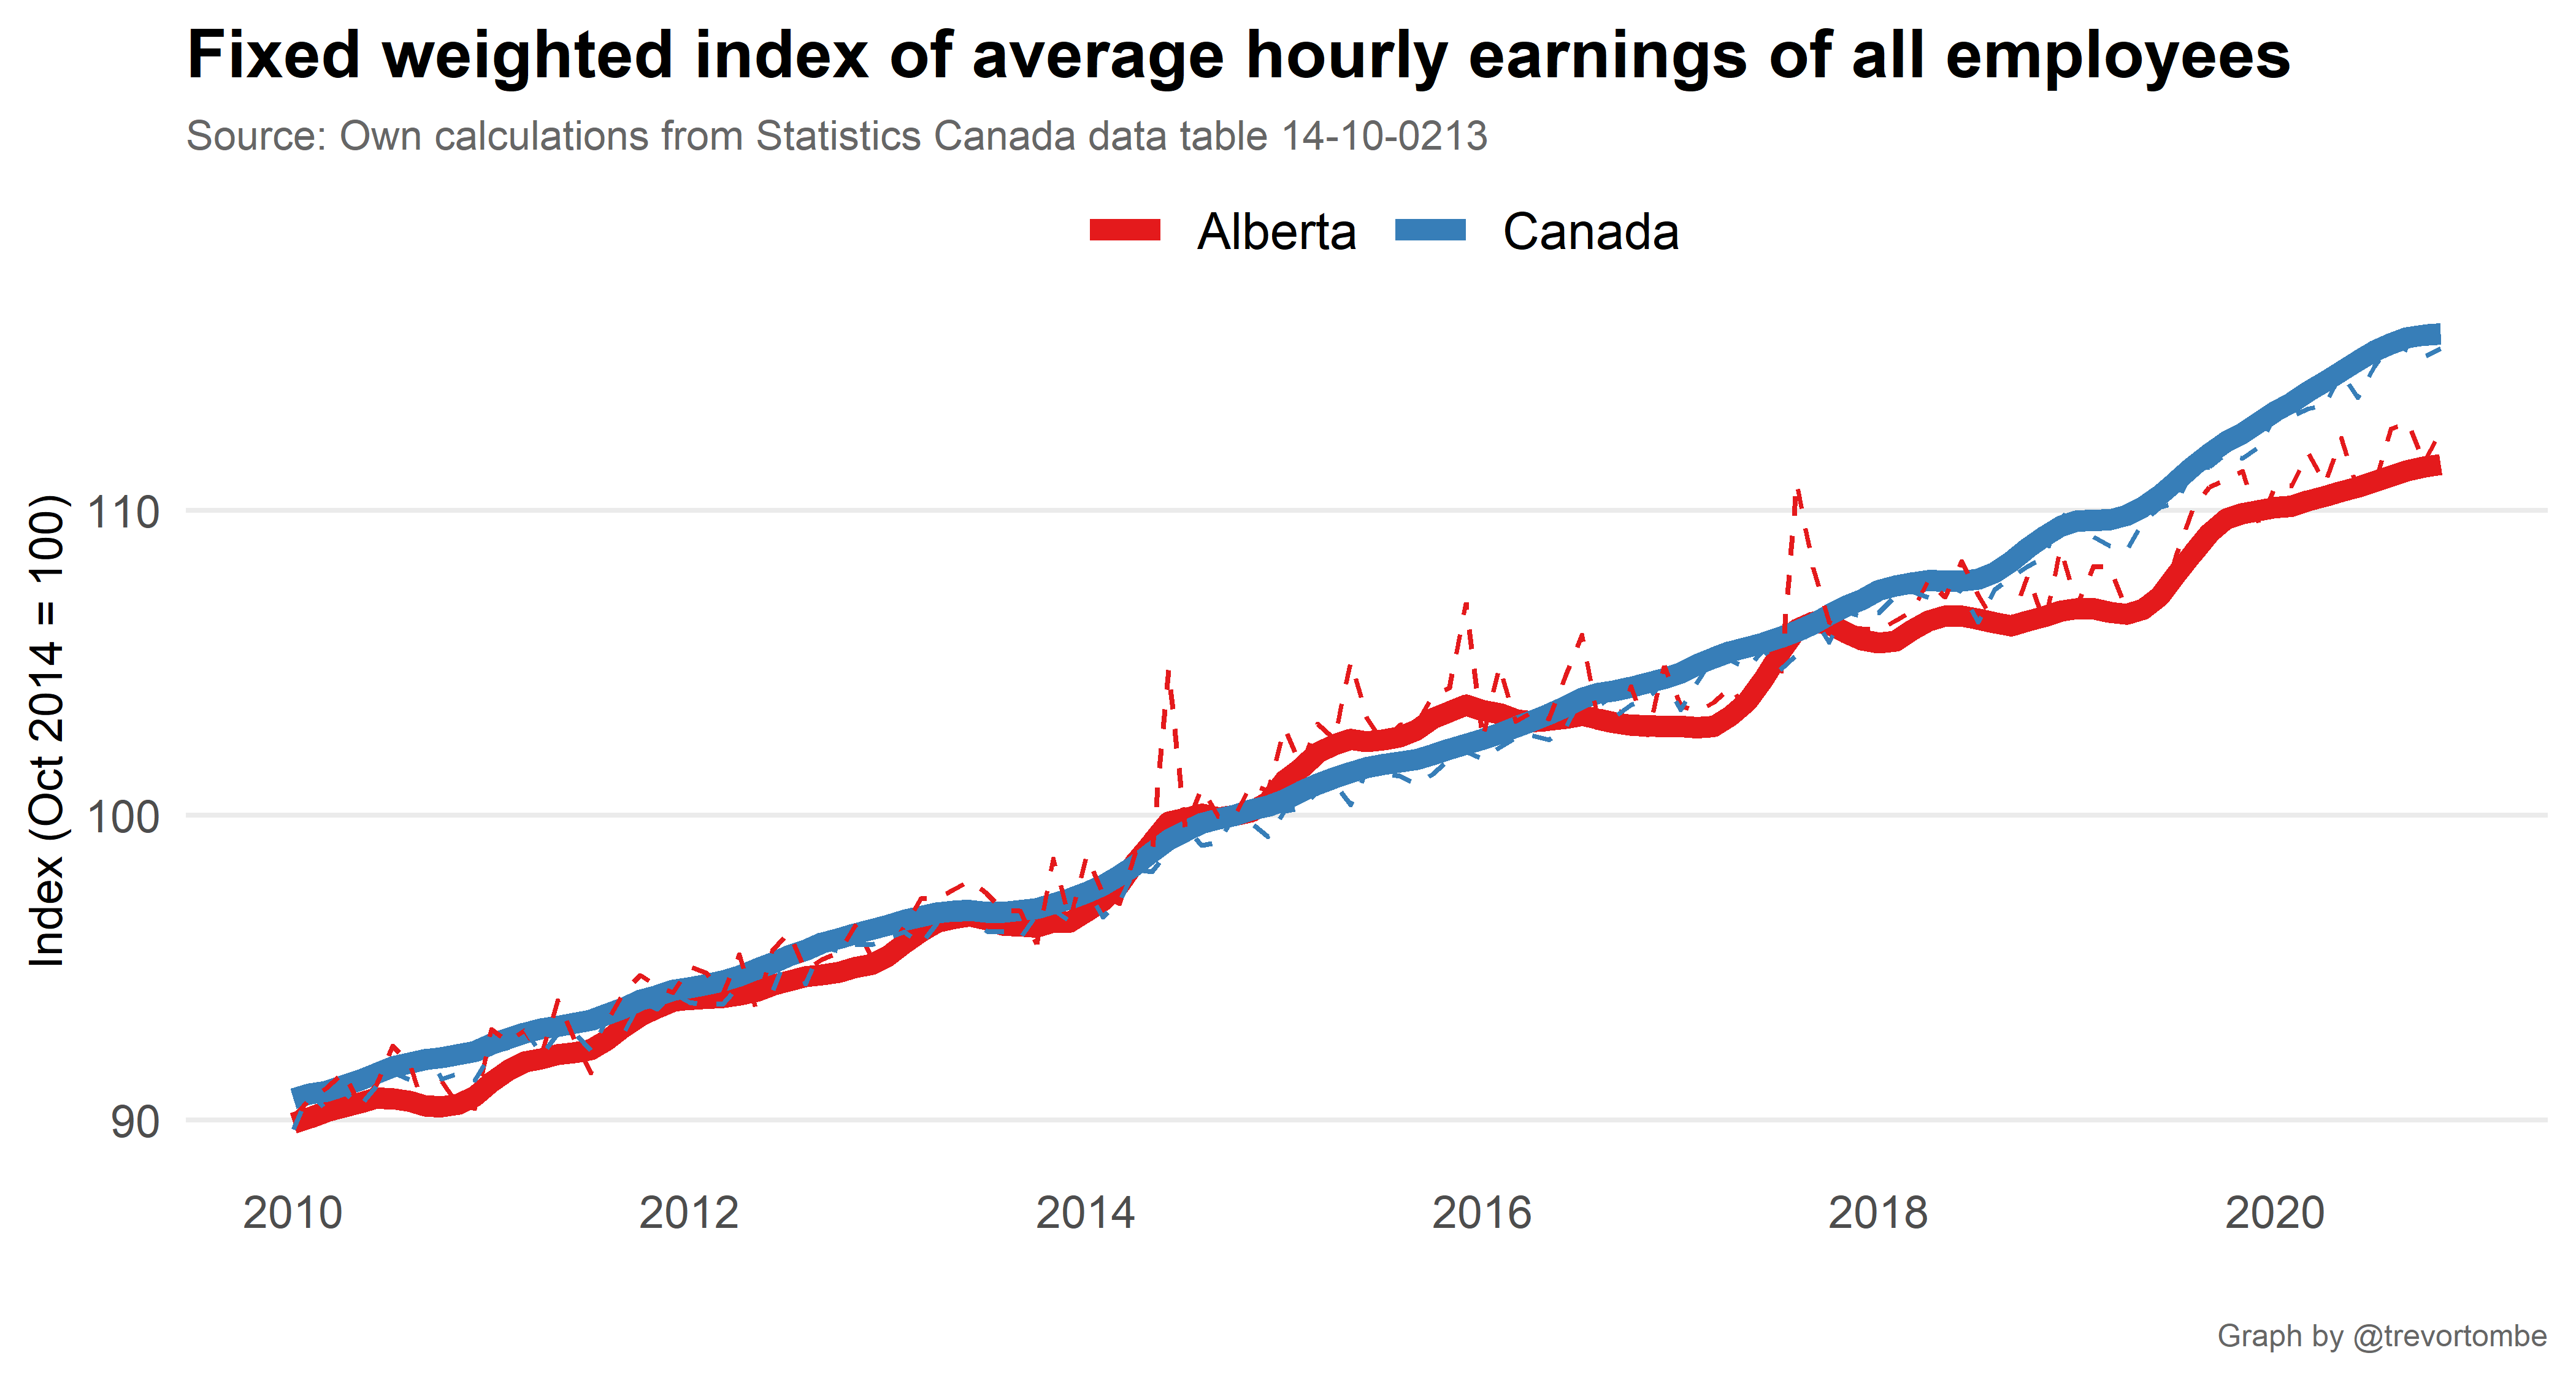 Fixed weighted index of average hourly earnings of all employees
Source: Own calculations from Statistics Canada data table 14-10-0213
Alberta Canada
Index (Oct 2014 = 100)
110
100
90
2010 2012 2014 2016 2018 2020
Graph by @trevortombe